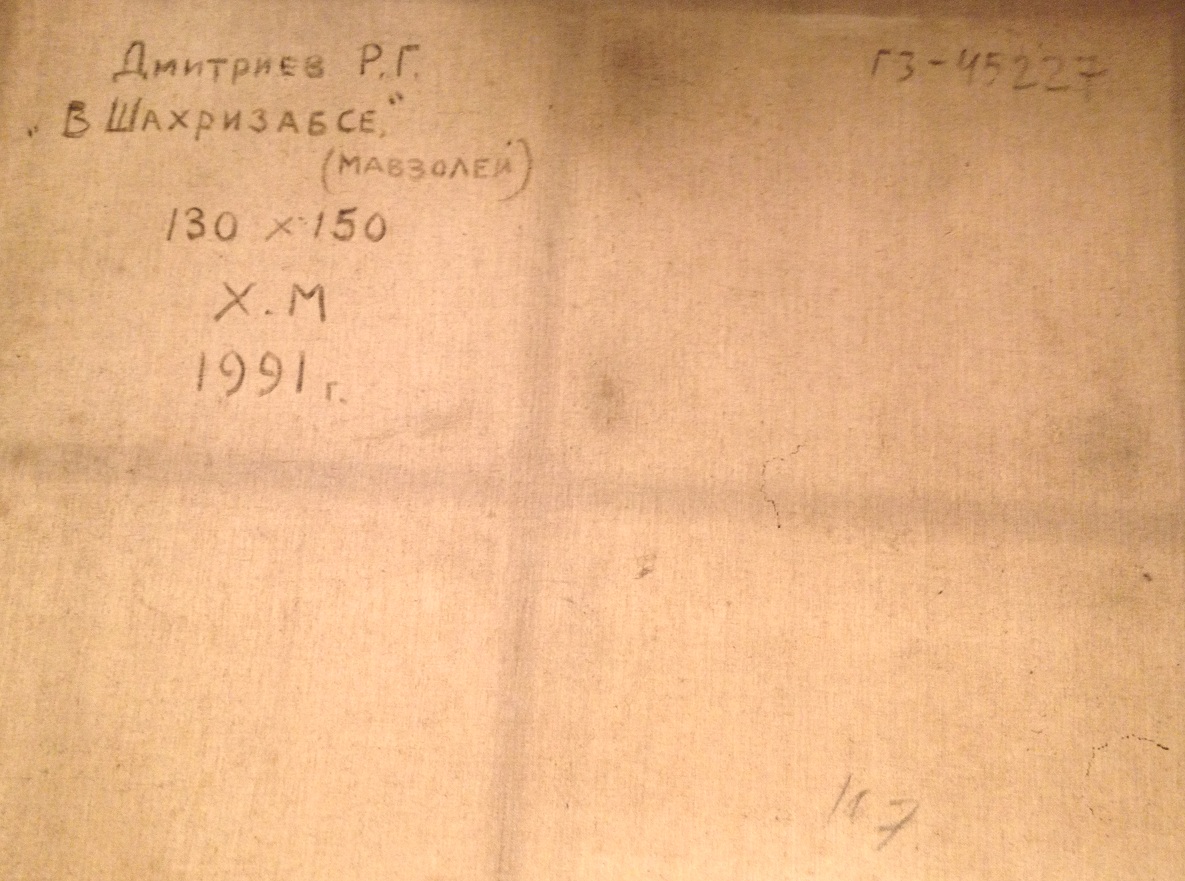 Дмитриев Р.Г.
„В ШАХРИЗАБСЕ."
(МАВЗОЛЕЙ)
130 х 150
Х.М
1991 г.
ГЗ-45227